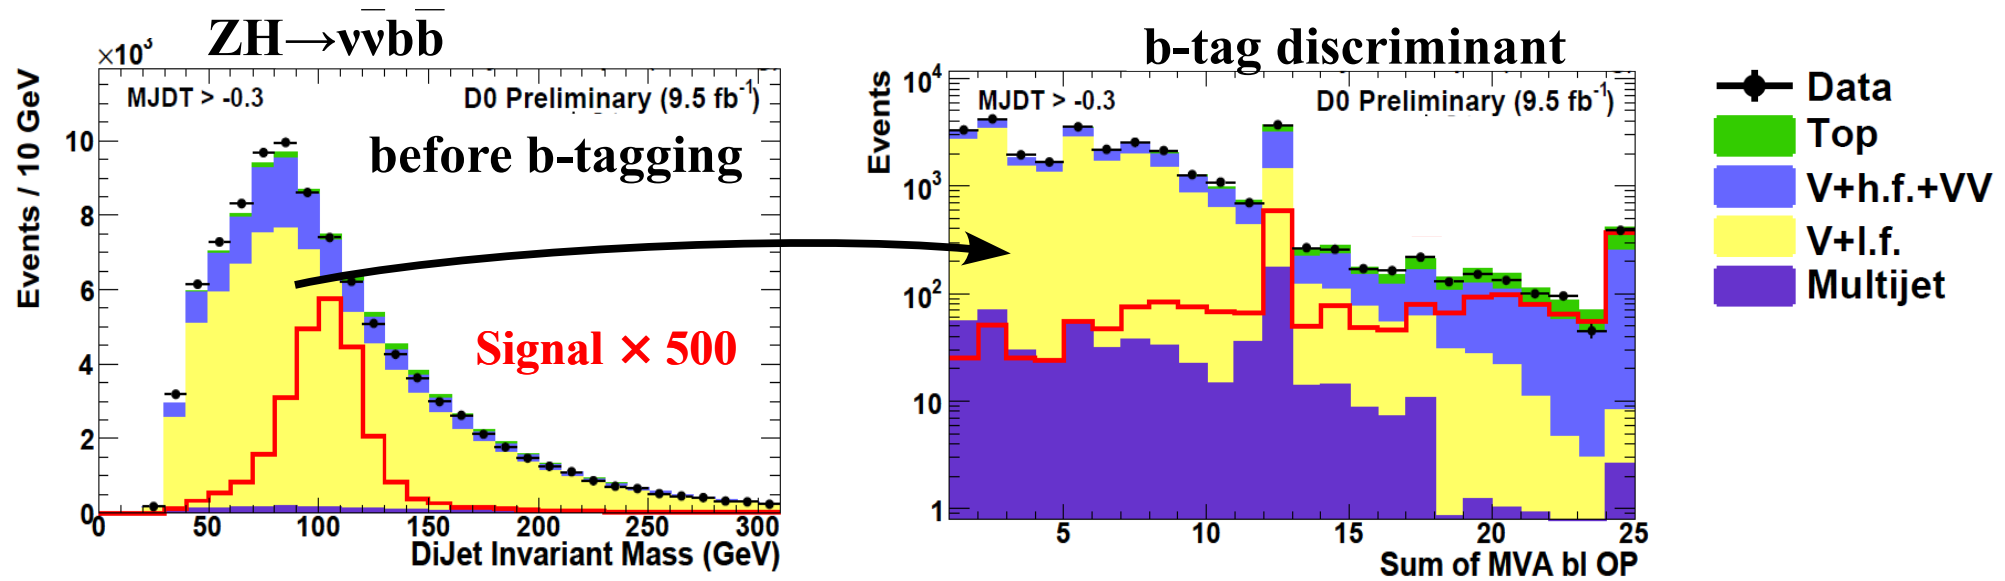 ZH→νν̅bb̅
×10³
MJDT > -0.3
D0 Preliminary (9.5 fb⁻¹)
before b-tagging
Signal × 500
Events / 10 GeV
10
8
6
4
2
0
0 50 100 150 200 250 300
DiJet Invariant Mass (GeV)
b-tag discriminant
MJDT > -0.3
D0 Preliminary (9.5 fb⁻¹)
Events
10⁴
10³
10²
10
1
5 10 15 20 25
Sum of MVA bl OP
Data
Top
V+h.f.+VV
V+l.f.
Multijet